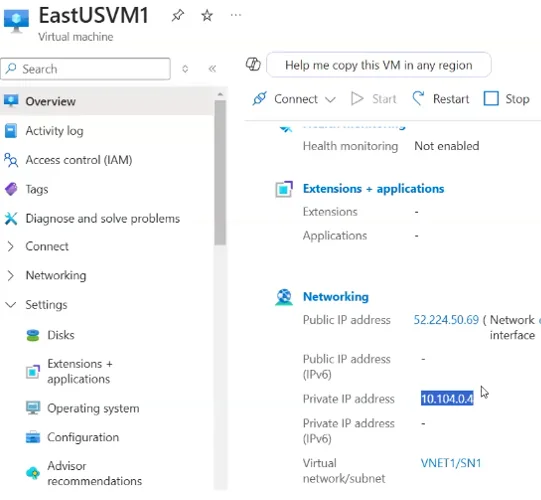 EastUSVM1
Virtual machine
Search
Help me copy this VM in any region
Overview
Connect
Start
Restart
Stop
Activity log
Health monitoring
Health monitoring Not enabled
Access control (IAM)
Tags
Extensions + applications
Diagnose and solve problems
Extensions -
Applications -
Connect
Networking
Settings
Networking
Public IP address 52.224.50.69 ( Network
interface
Disks
Public IP address -
(IPv6)
Extensions +
applications
Private IP address 10.104.0.4
Operating system
Private IP address -
(IPv6)
Configuration
Virtual VNET1/SN1
network/subnet
Advisor
recommendations